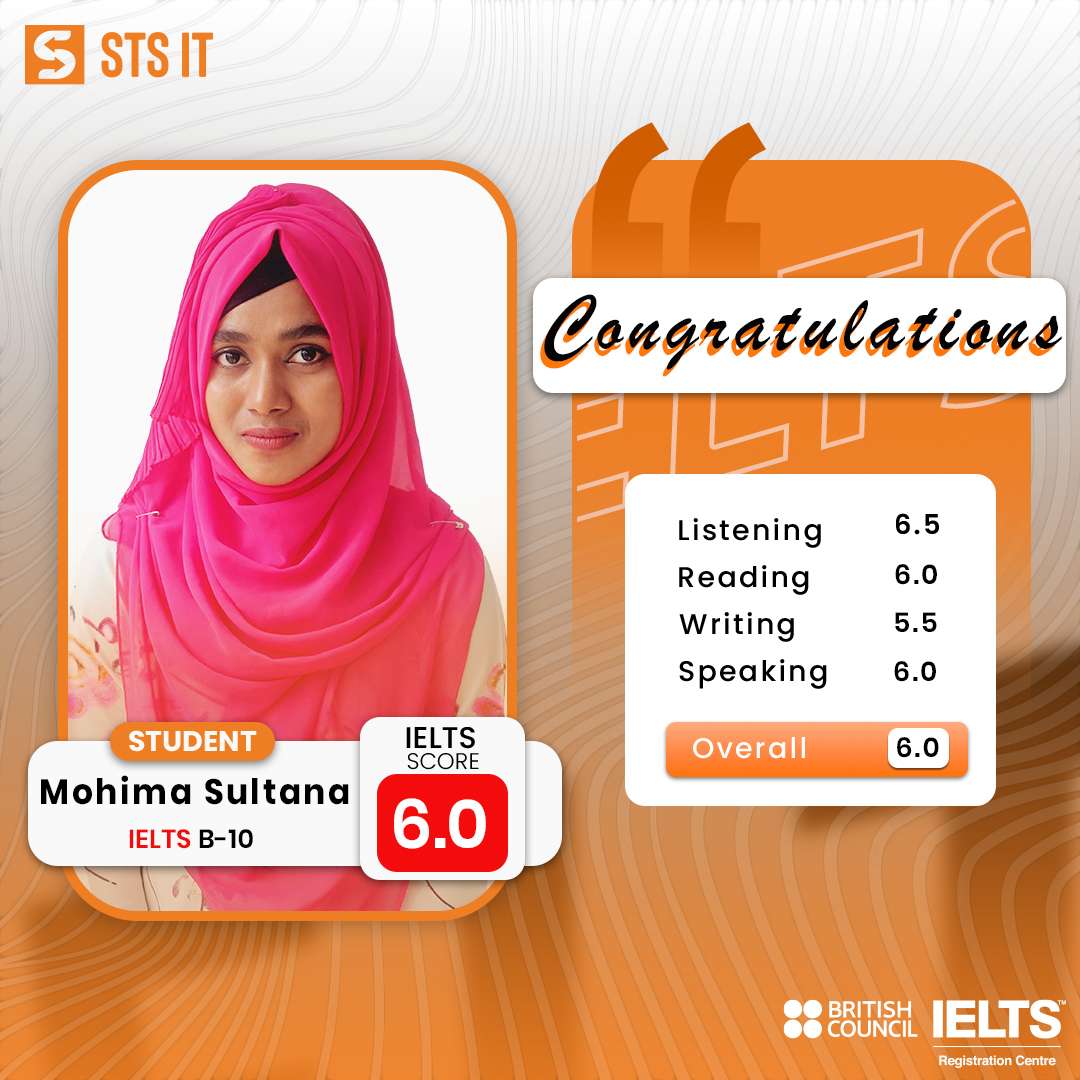 STS IT
IELTS
Congratulations
Listening 6.5
Reading 6.0
Writing 5.5
Speaking 6.0
Overall 6.0
STUDENT
Mohima Sultana
IELTS B-10
IELTS
SCORE
6.0
BRITISH
COUNCIL
IELTS™
Registration Centre